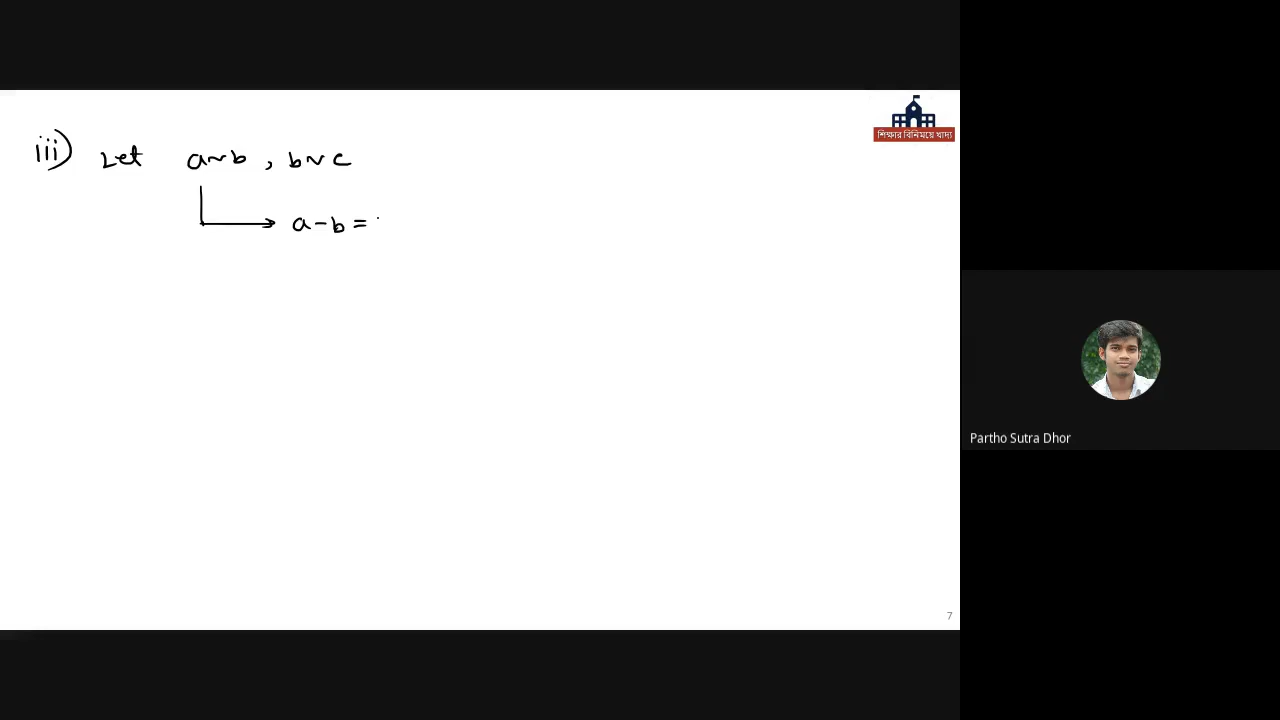 শিক্ষার বিনিময়ে খাদ্য
iii) Let a~b , b~c
a-b =
Partho Sutra Dhor
7